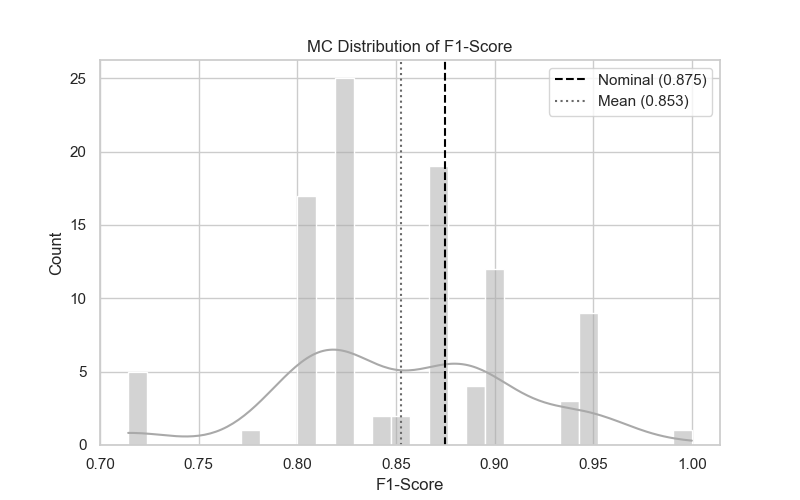 MC Distribution of F1-Score
Nominal (0.875)
Mean (0.853)
25
20
15
10
5
0
Count
0.70 0.75 0.80 0.85 0.90 0.95 1.00
F1-Score